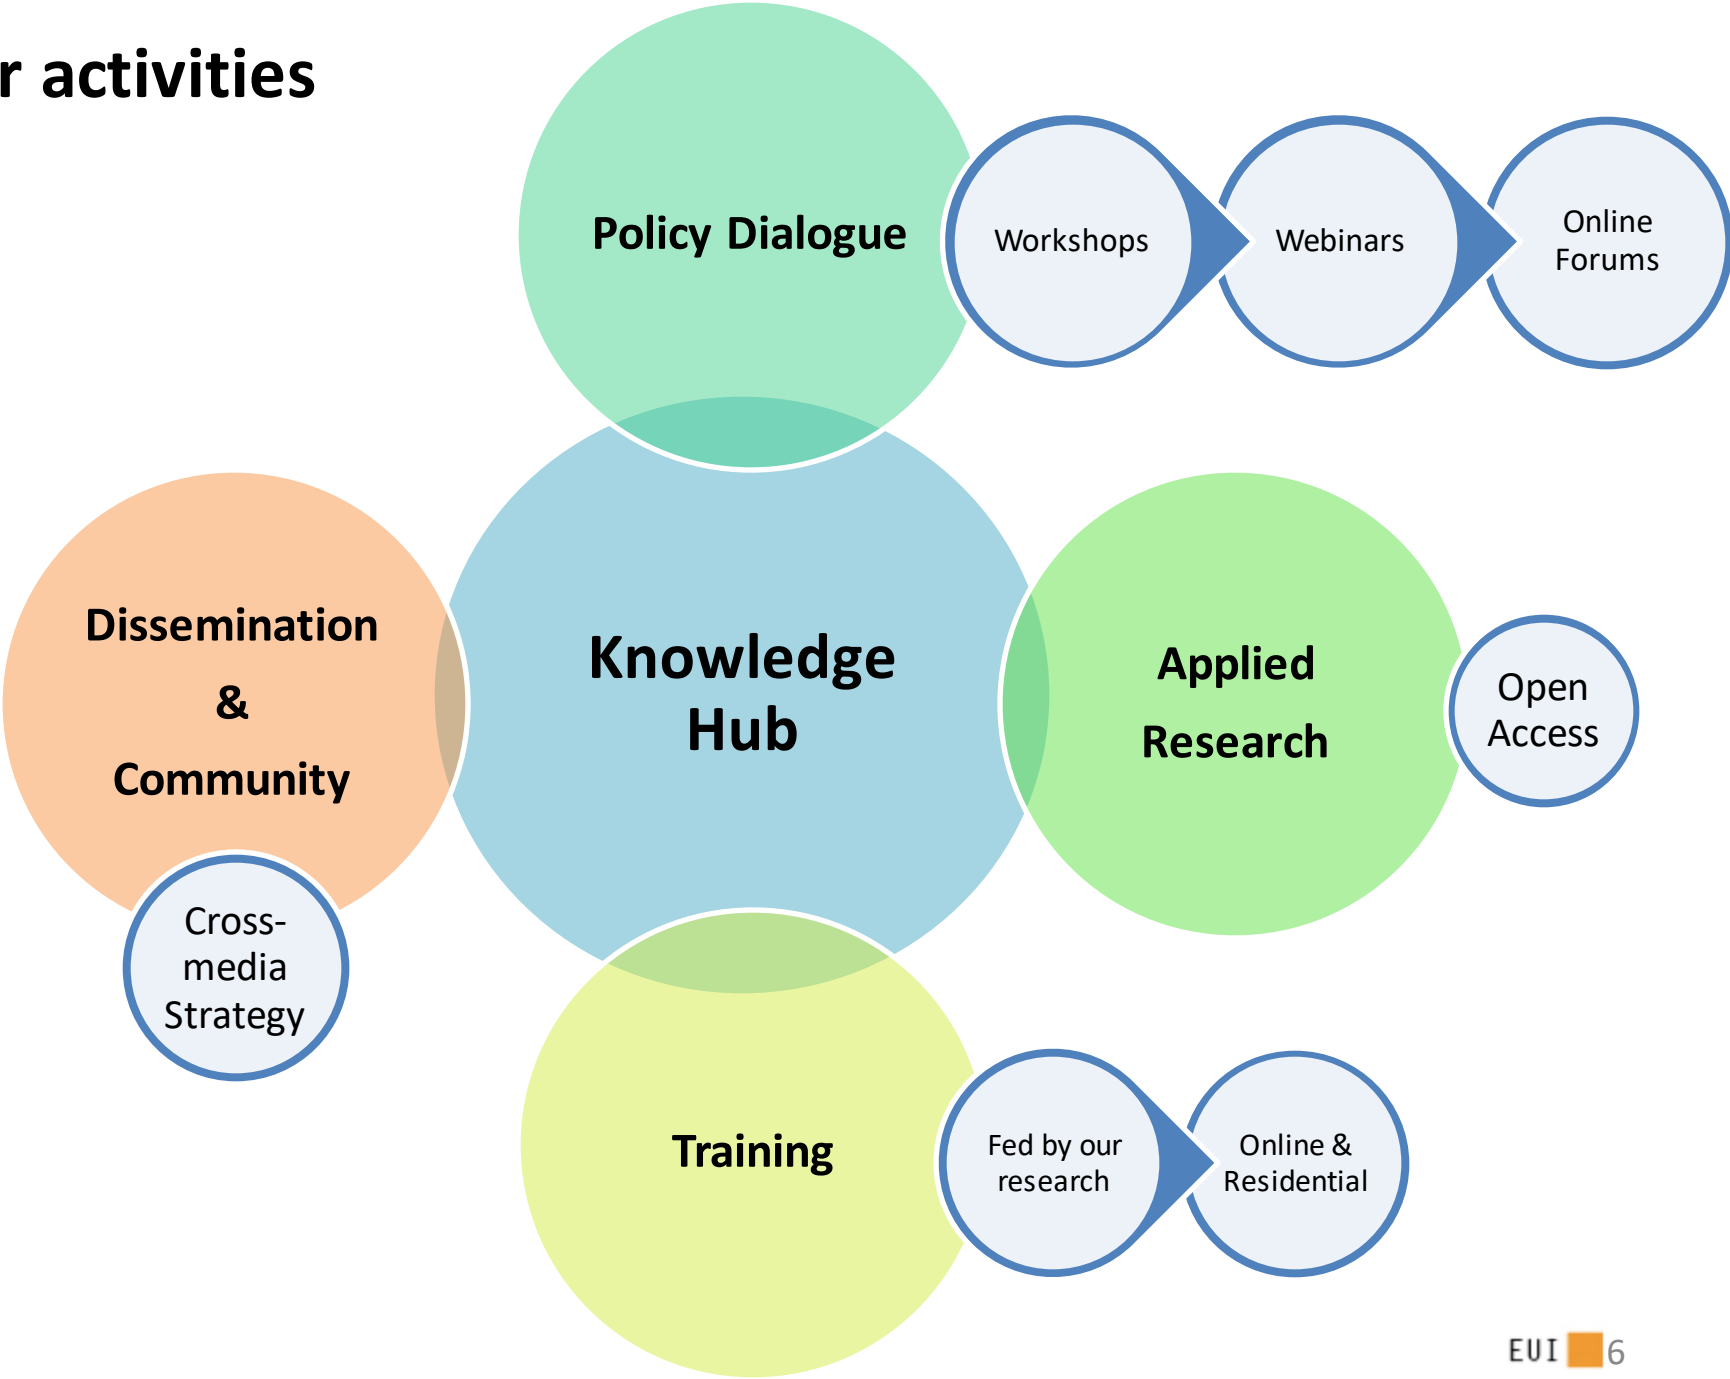 r activities
Policy Dialogue
Workshops
Webinars
Online
Forums
Dissemination
&
Community
Knowledge
Hub
Applied
Research
Open
Access
Cross-
media
Strategy
Training
Fed by our
research
Online &
Residential
EUI 6